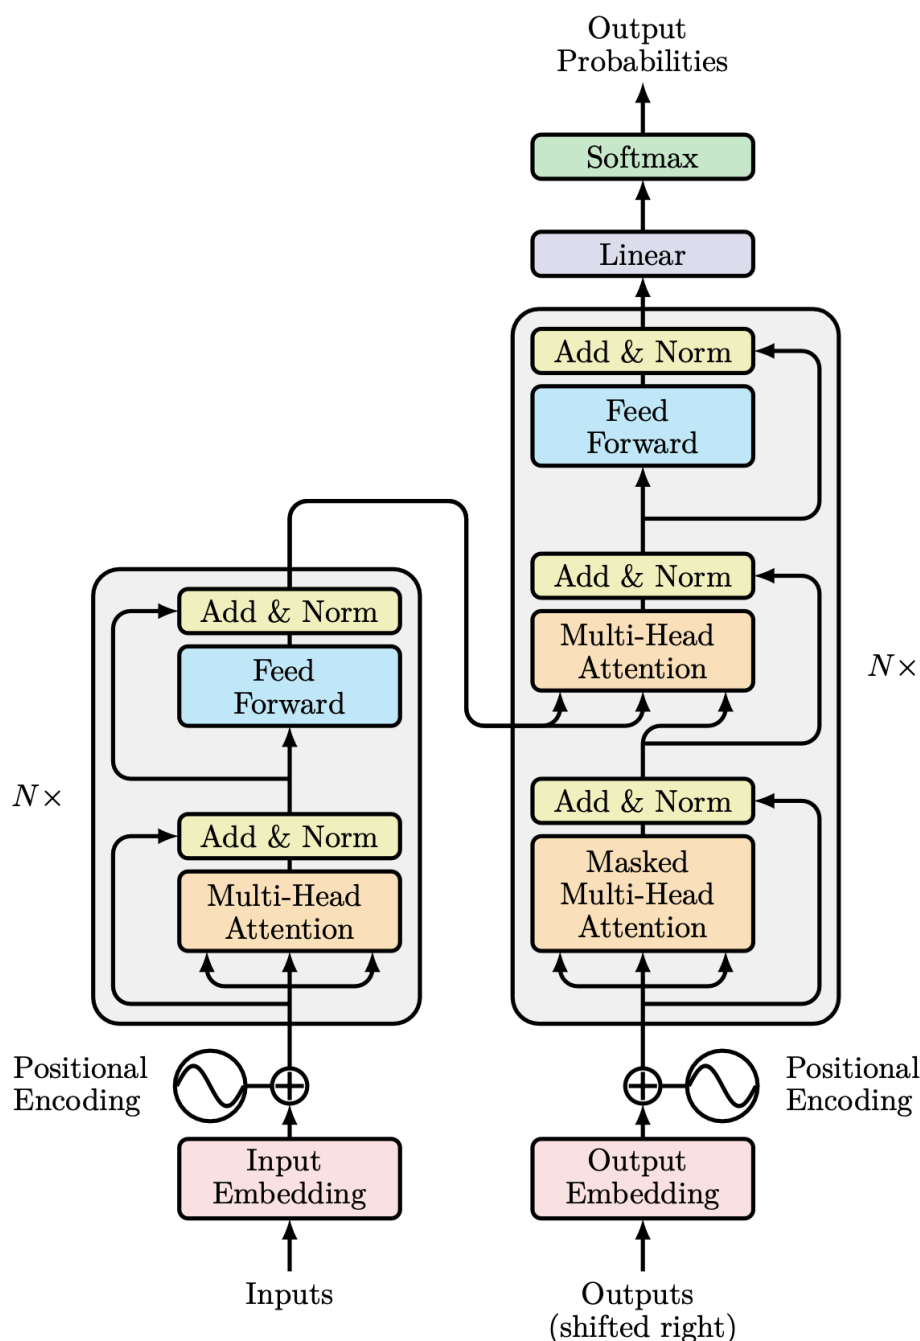 Output
Probabilities
Softmax
Linear
Add & Norm
Feed
Forward
Add & Norm
Multi-Head
Attention
N×
Add & Norm
Masked
Multi-Head
Attention
Positional
Encoding
Output
Embedding
Outputs
(shifted right)
Add & Norm
Feed
Forward
N×
Add & Norm
Multi-Head
Attention
Positional
Encoding
Input
Embedding
Inputs